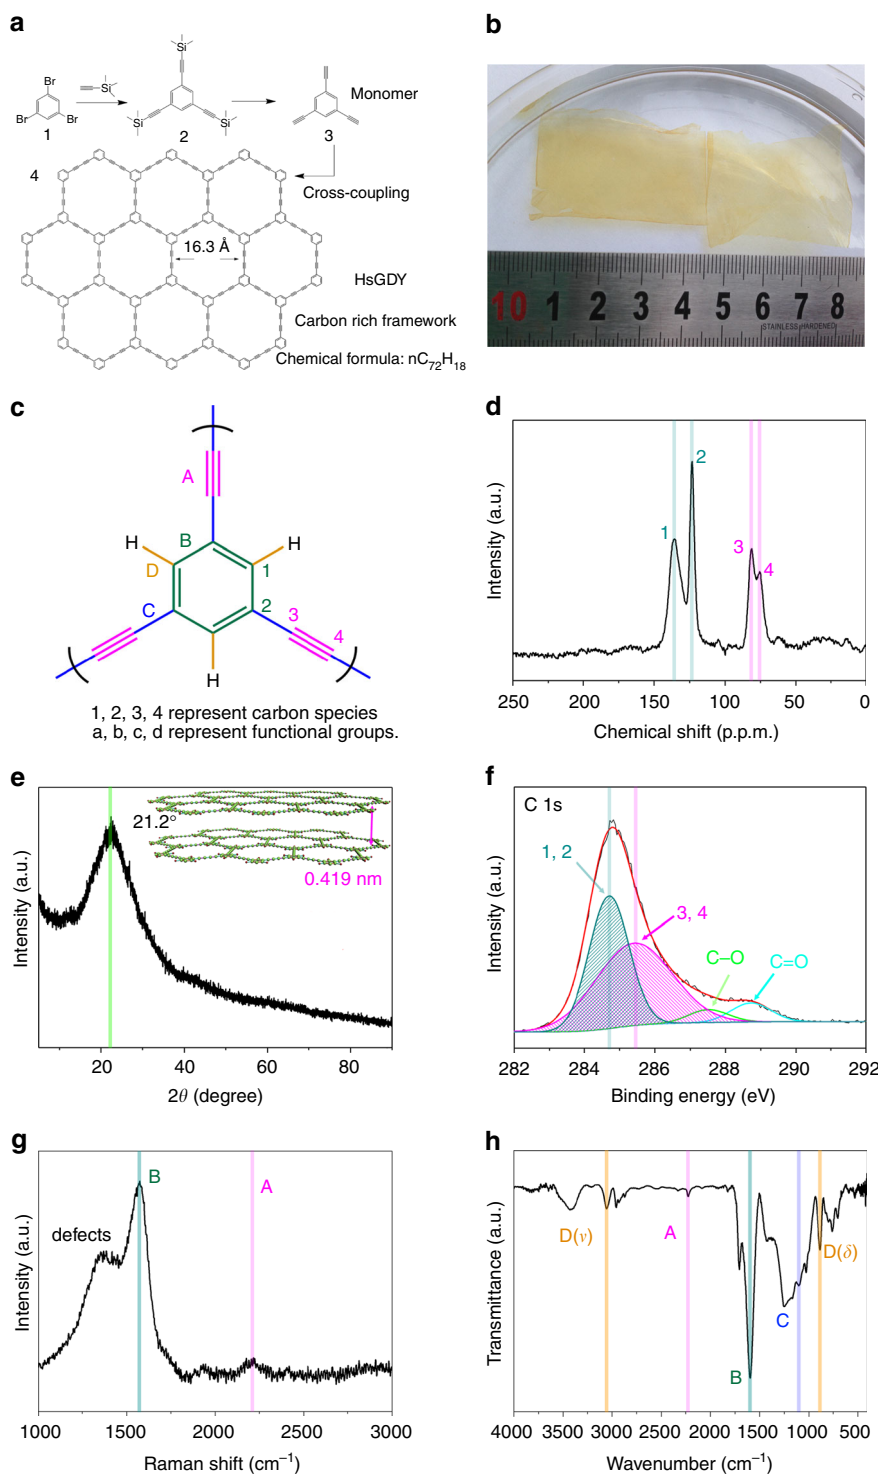 a
Si
Br
Si
Br
Br
1
Si
Si
2
3
Monomer
4
Cross-coupling
16.3 Å
HsGDY
Carbon rich framework
Chemical formula: nC₇₂H₁₈
b
10 1 2 3 4 5 6 7 8
STAINLESS HARDENED
c
A
H
B
H
D
1
C
2
3
4
H
1, 2, 3, 4 represent carbon species
a, b, c, d represent functional groups.
d
Intensity (a.u.)
1
2
3
4
250 200 150 100 50 0
Chemical shift (p.p.m.)
e
Intensity (a.u.)
21.2°
0.419 nm
20 40 60 80
2θ (degree)
f
C 1s
Intensity (a.u.)
1, 2
3, 4
C–O
C=O
282 284 286 288 290 292
Binding energy (eV)
g
Intensity (a.u.)
defects
B
A
1000 1500 2000 2500 3000
Raman shift (cm⁻¹)
h
Transmittance (a.u.)
D(ν)
A
B
C
D(δ)
4000 3500 3000 2500 2000 1500 1000 500
Wavenumber (cm⁻¹)